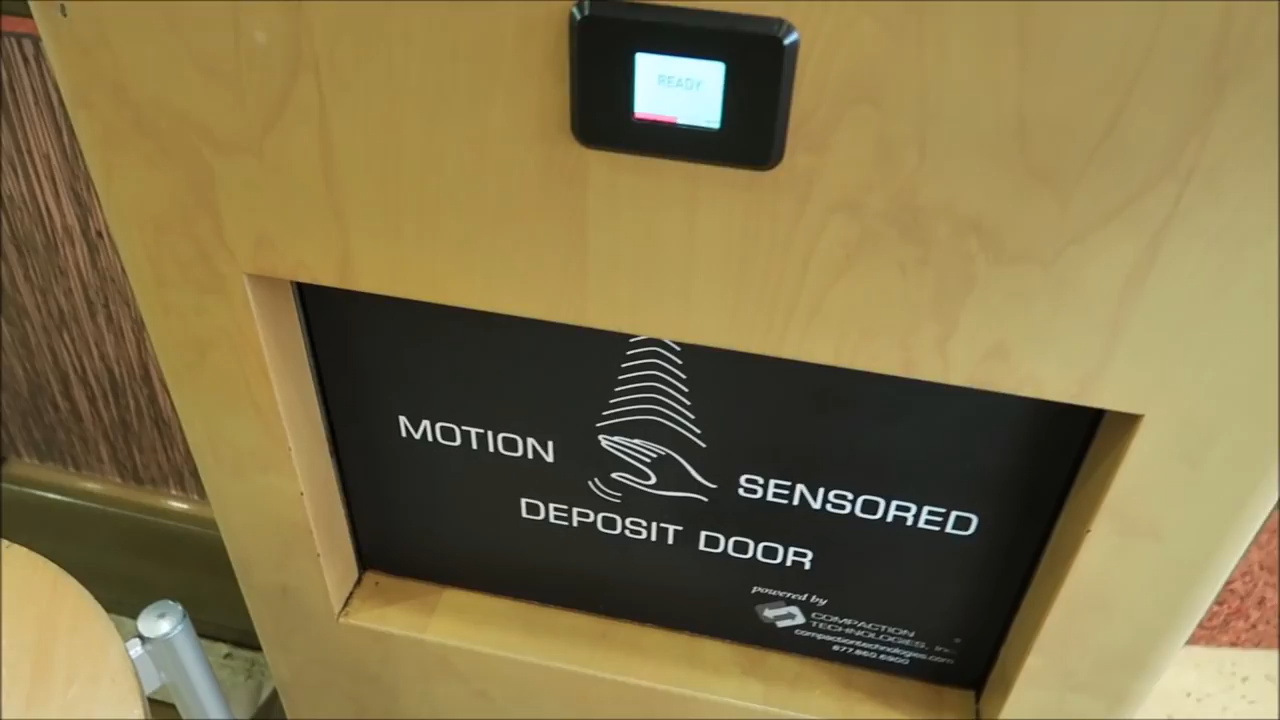 READY
MOTION SENSORED
DEPOSIT DOOR
powered by
COMPACTION
TECHNOLOGIES, Inc.
compactiontechnologies.com